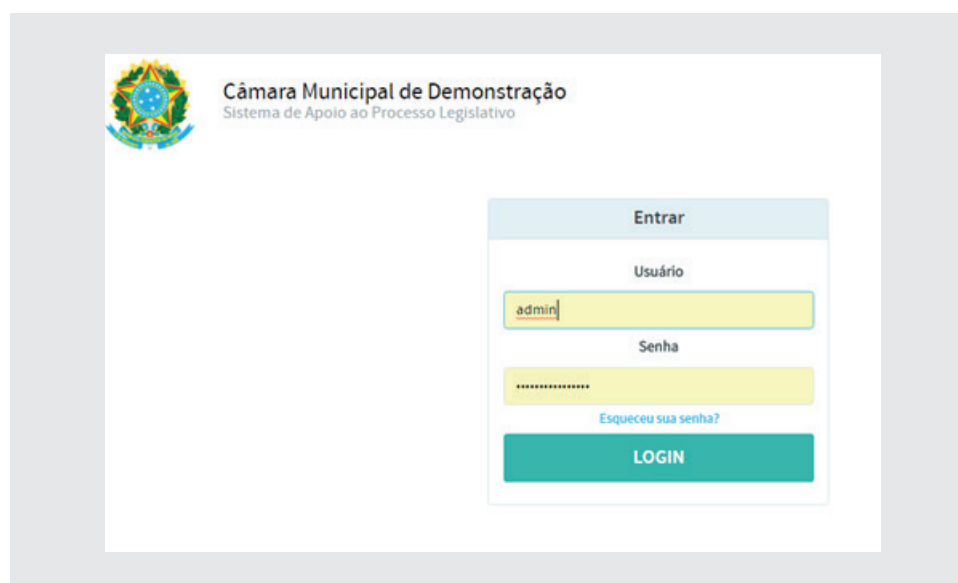 Câmara Municipal de Demonstração
Sistema de Apoio ao Processo Legislativo
Entrar
Usuário
admin
Senha
••••••••••••••••
Esqueceu sua senha?
LOGIN